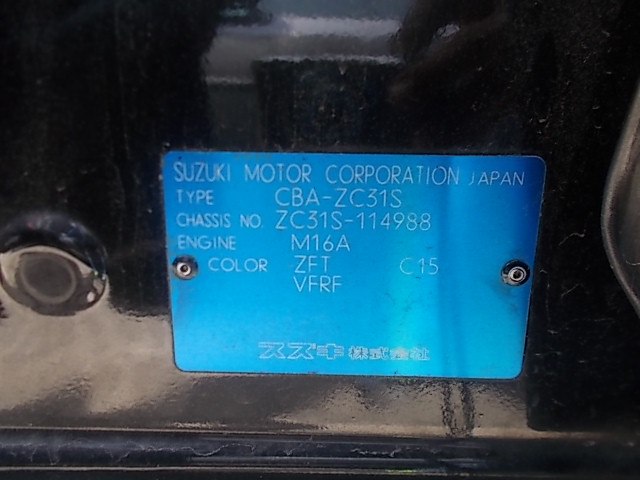 SUZUKI MOTOR CORPORATION JAPAN
TYPE CBA-ZC31S
CHASSIS NO. ZC31S-114988
ENGINE M16A
COLOR ZFT C15
VFRF
スズキ株式会社